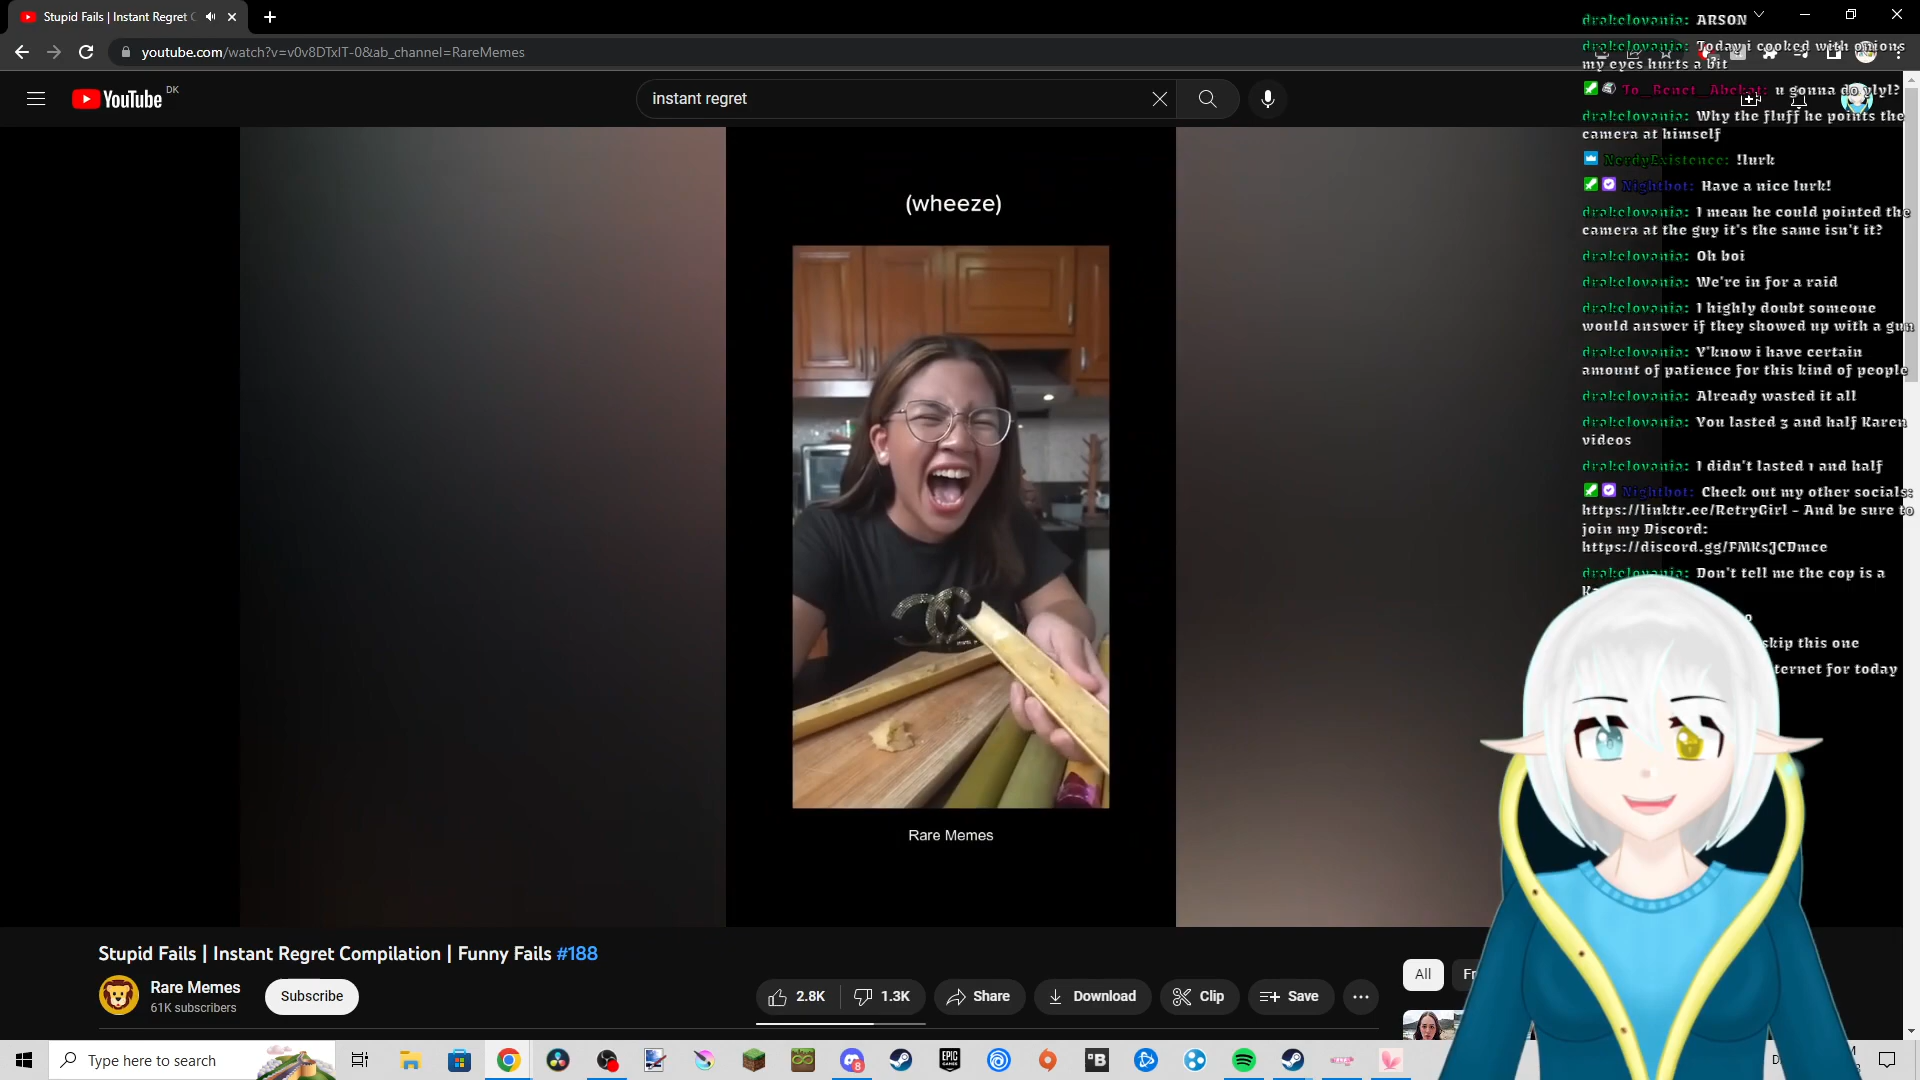 Stupid Fails | Instant Regret C
youtube.com/watch?v=v0v8DTxIT-0&ab_channel=RareMemes
YouTube DK
instant regret
(wheeze)
Rare Memes
Stupid Fails | Instant Regret Compilation | Funny Fails #188
Rare Memes
61K subscribers
Subscribe
2.8K
1.3K
Share
Download
Clip
Save
All
Type here to search
drakelovania: ARSON
drakelovania: Today i cooked with onions
my eyes hurts a bit
u gonna do ylyl?
drakelovania: Why the fluff he points the
camera at himself
NerdyExistence: !lurk
Nightbot: Have a nice lurk!
drakelovania: I mean he could pointed the
camera at the guy it's the same isn't it?
drakelovania: Oh boi
drakelovania: We're in for a raid
drakelovania: I highly doubt someone
would answer if they showed up with a gun
drakelovania: Y'know i have certain
amount of patience for this kind of people
drakelovania: Already wasted it all
drakelovania: You lasted 3 and half Karen
videos
drakelovania: I didn't lasted 1 and half
Nightbot: Check out my other socials:
https://linktr.ee/RetryGirl - And be sure to
join my Discord:
https://discord.gg/FMKsJCDmce
drakelovania: Don't tell me the cop is a
skip this one
ternet for today